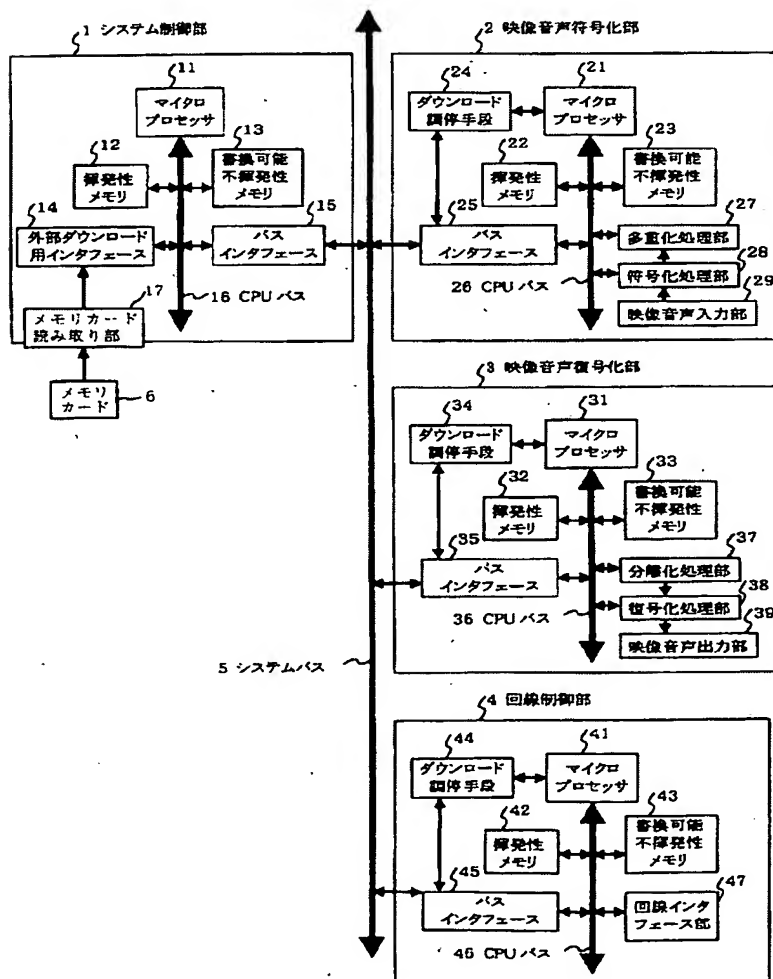 1 システム制御部
11
マイクロ
プロセッサ
12
揮発性
メモリ
13
書換可能
不揮発性
メモリ
14
外部ダウンロード
用インタフェース
15
バス
インタフェース
16 CPU バス
17
メモリカード
読み取り部
メモリ
カード
6
5 システムバス
2 映像音声符号化部
24
ダウンロード
調停手段
21
マイクロ
プロセッサ
22
揮発性
メモリ
23
書換可能
不揮発性
メモリ
25
バス
インタフェース
26 CPU バス
27
多重化処理部
28
符号化処理部
29
映像音声入力部
3 映像音声復号化部
34
ダウンロード
調停手段
31
マイクロ
プロセッサ
32
揮発性
メモリ
33
書換可能
不揮発性
メモリ
35
バス
インタフェース
36 CPU バス
37
分離化処理部
38
復号化処理部
39
映像音声出力部
4 回線制御部
44
ダウンロード
調停手段
41
マイクロ
プロセッサ
42
揮発性
メモリ
43
書換可能
不揮発性
メモリ
45
バス
インタフェース
46 CPU バス
47
回線インタ
フェース部